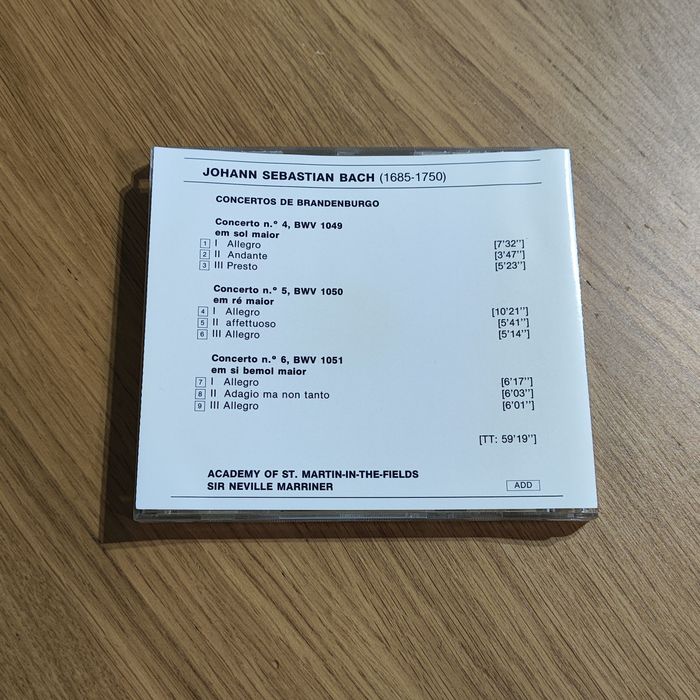 JOHANN SEBASTIAN BACH (1685-1750)
CONCERTOS DE BRANDENBURGO
Concerto n.º 4, BWV 1049
em sol maior
1 I Allegro [7'32'']
2 II Andante [3'47'']
3 III Presto [5'23'']
Concerto n.º 5, BWV 1050
em ré maior
4 I Allegro [10'21'']
5 II affettuoso [5'41'']
6 III Allegro [5'14'']
Concerto n.º 6, BWV 1051
em si bemol maior
7 I Allegro [6'17'']
8 II Adagio ma non tanto [6'03'']
9 III Allegro [6'01'']
[TT: 59'19'']
ACADEMY OF ST. MARTIN-IN-THE-FIELDS
SIR NEVILLE MARRINER ADD